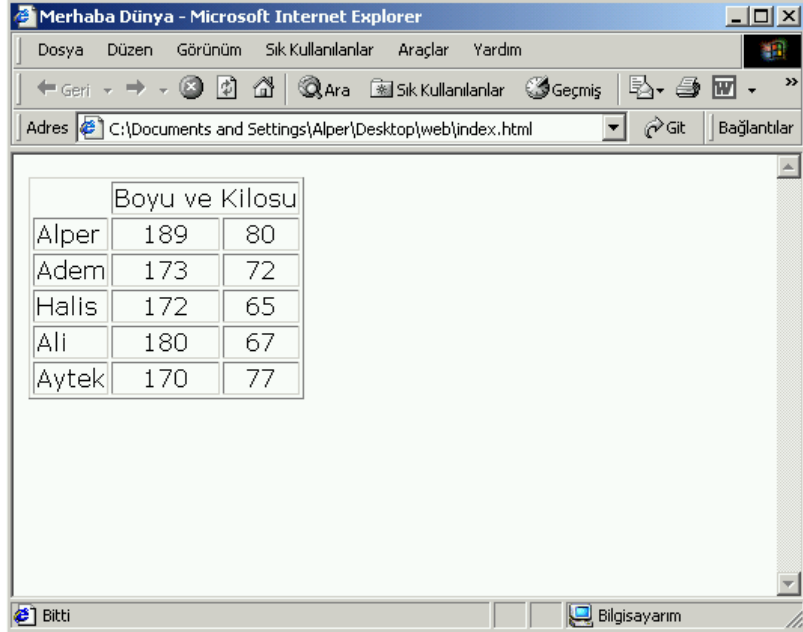 Merhaba Dünya - Microsoft Internet Explorer
Dosya Düzen Görünüm Sık Kullanılanlar Araçlar Yardım
Geri Ara Sık Kullanılanlar Geçmiş »
Adres C:\Documents and Settings\Alper\Desktop\web\index.html Git Bağlantılar
Boyu ve Kilosu
Alper 189 80
Adem 173 72
Halis 172 65
Ali 180 67
Aytek 170 77
Bitti Bilgisayarım